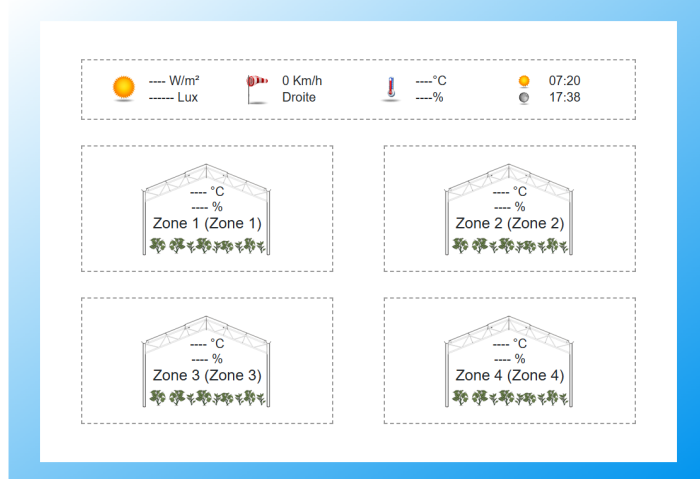 ---- W/m²
------ Lux
0 Km/h
Droite
----°C
----%
07:20
17:38
---- °C
---- %
Zone 1 (Zone 1)
---- °C
---- %
Zone 2 (Zone 2)
---- °C
---- %
Zone 3 (Zone 3)
---- °C
---- %
Zone 4 (Zone 4)